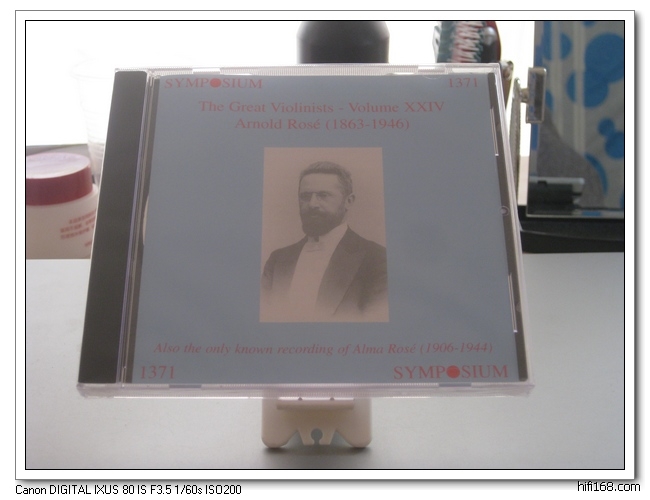 SYMPOSIUM 1371
The Great Violinists - Volume XXIV
Arnold Rosé (1863-1946)
Also the only known recording of Alma Rosé (1906-1944)
1371 SYMPOSIUM
Canon DIGITAL IXUS 80 IS F3.5 1/60s ISO200
hifi168.com